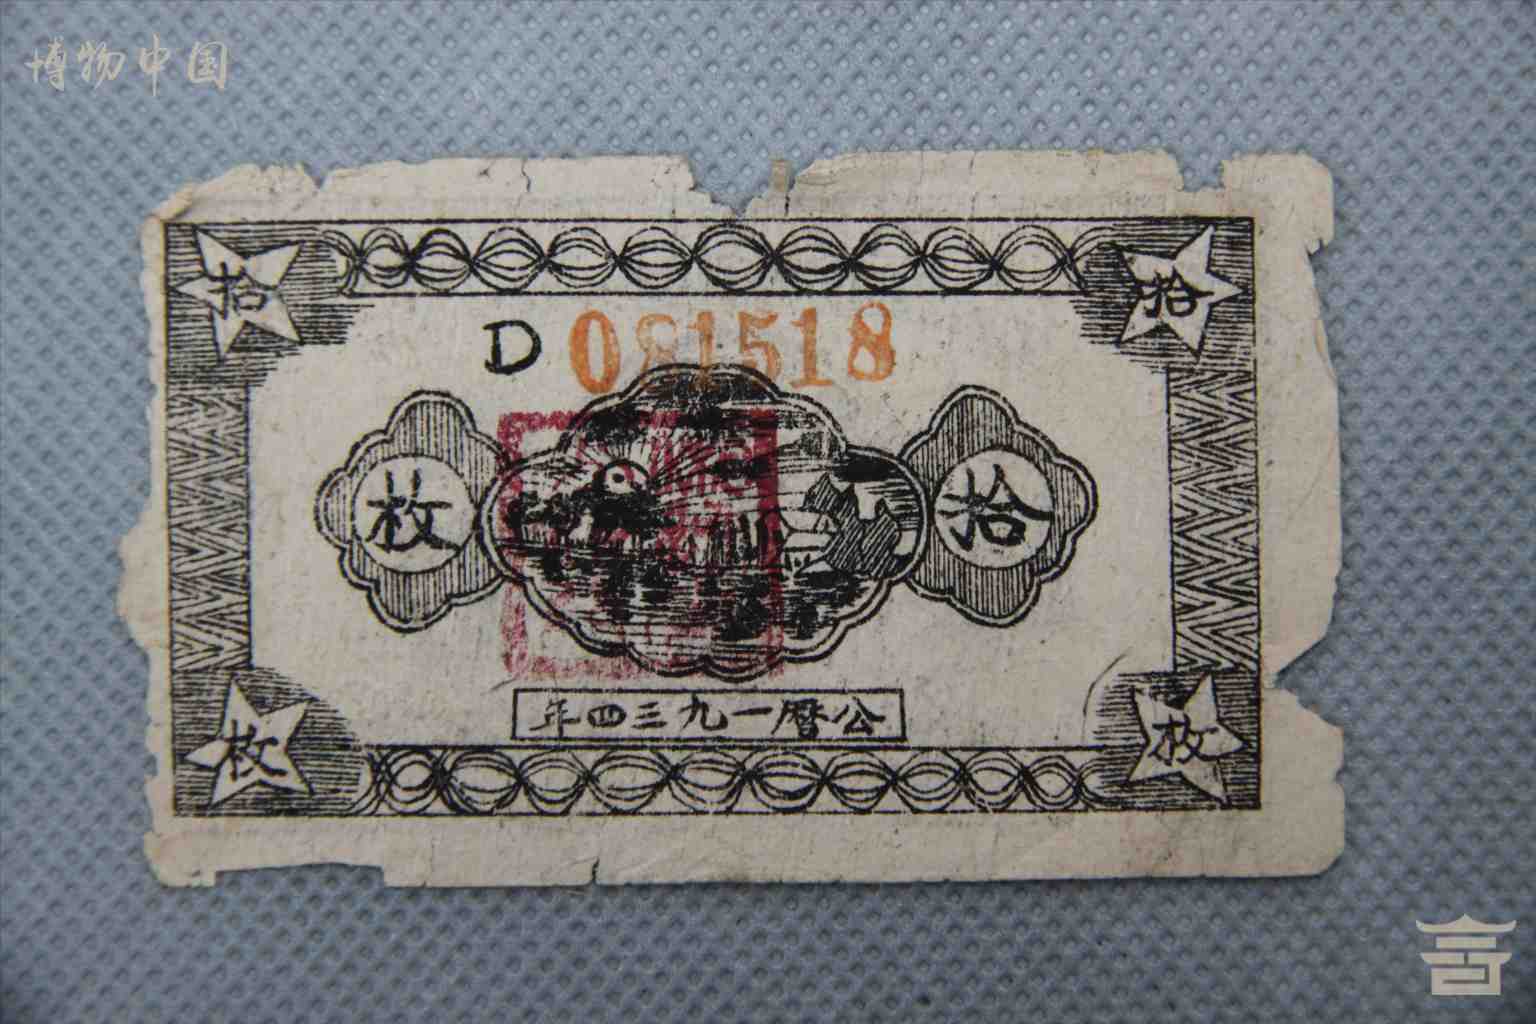 博物中国
拾 拾
D 081518
拾枚
公曆一九三四年
枚 枚